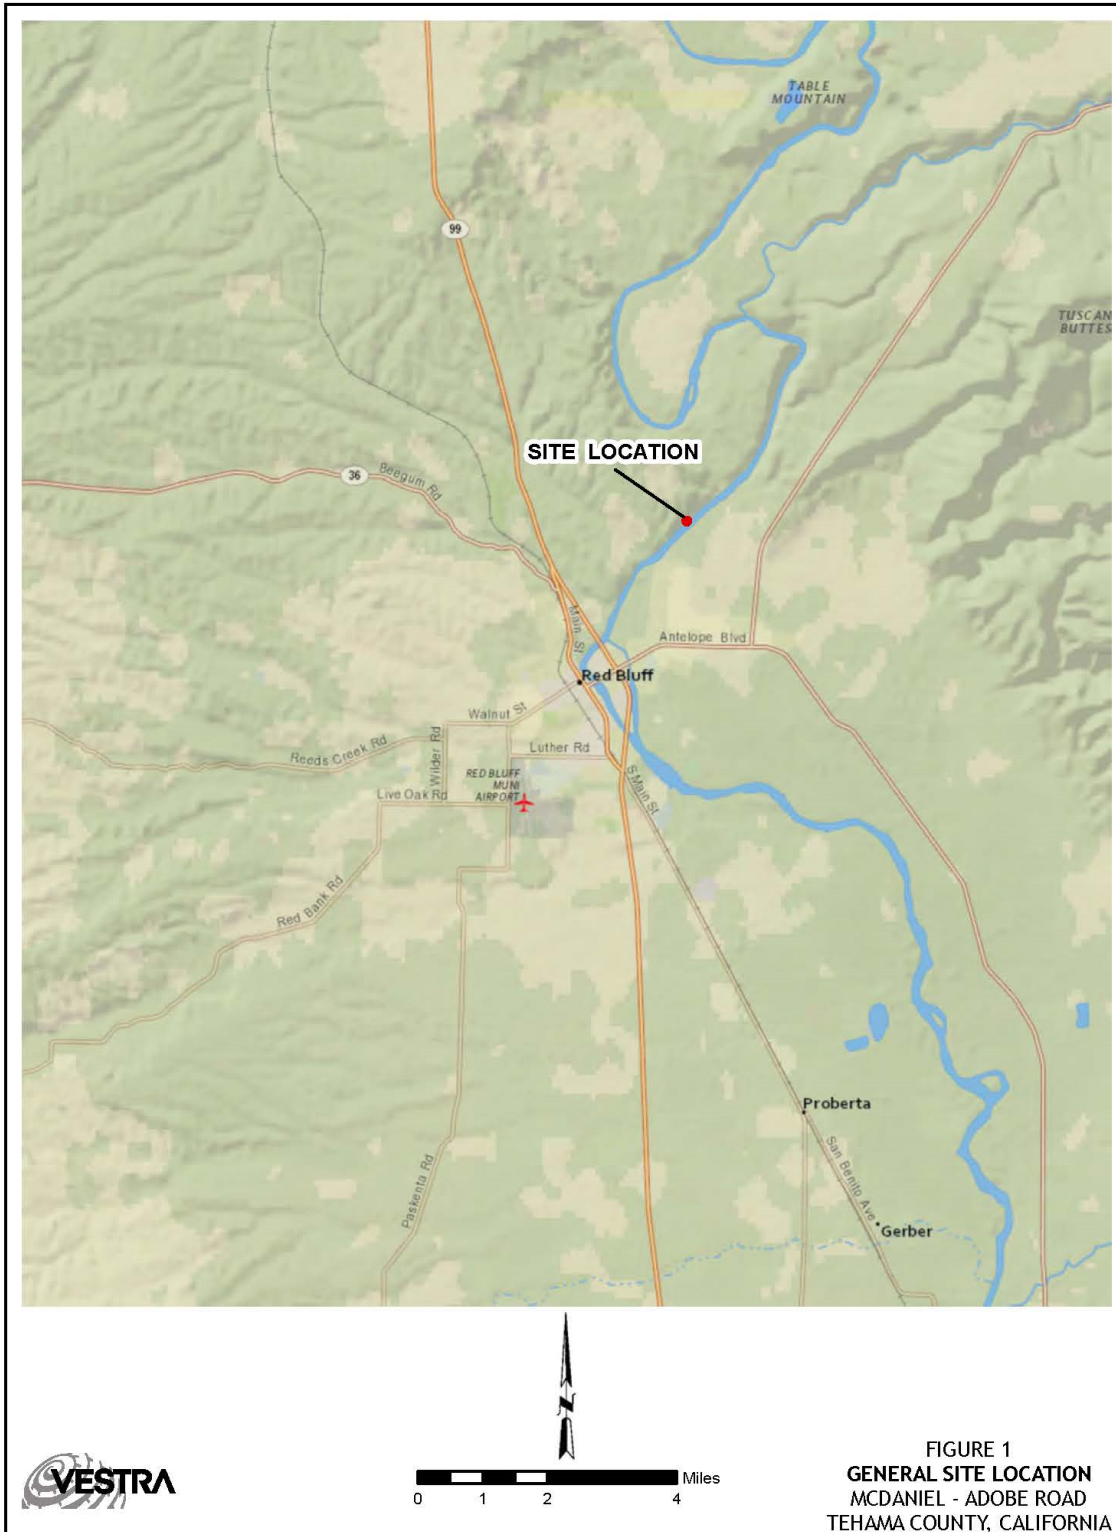 TABLE
MOUNTAIN
99
TUSCAN
BUTTES
SITE LOCATION
36
Beegum Rd
Main St
Antelope Blvd
Red Bluff
Walnut St
Reeds Creek Rd
Wilder Rd
Luther Rd
RED BLUFF
MUNI
AIRPORT
Live Oak Rd
S Main St
Red Bank Rd
Proberta
San Benito Ave
Paskenta Rd
Gerber
N
VESTRA
Miles
0 1 2 4
FIGURE 1
GENERAL SITE LOCATION
MCDANIEL - ADOBE ROAD
TEHAMA COUNTY, CALIFORNIA